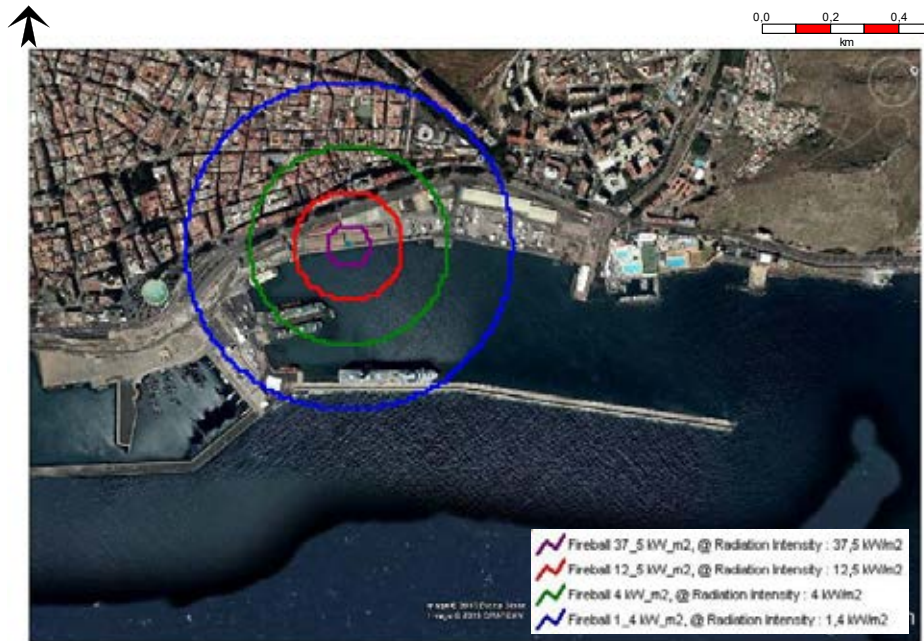 0,0 0,2 0,4
km
Fireball 37_5 kW_m2, @ Radiation Intensity : 37,5 kW/m2
Fireball 12_5 kW_m2, @ Radiation Intensity : 12,5 kW/m2
Fireball 4 kW_m2, @ Radiation Intensity : 4 kW/m2
Fireball 1_4 kW_m2, @ Radiation Intensity : 1,4 kW/m2